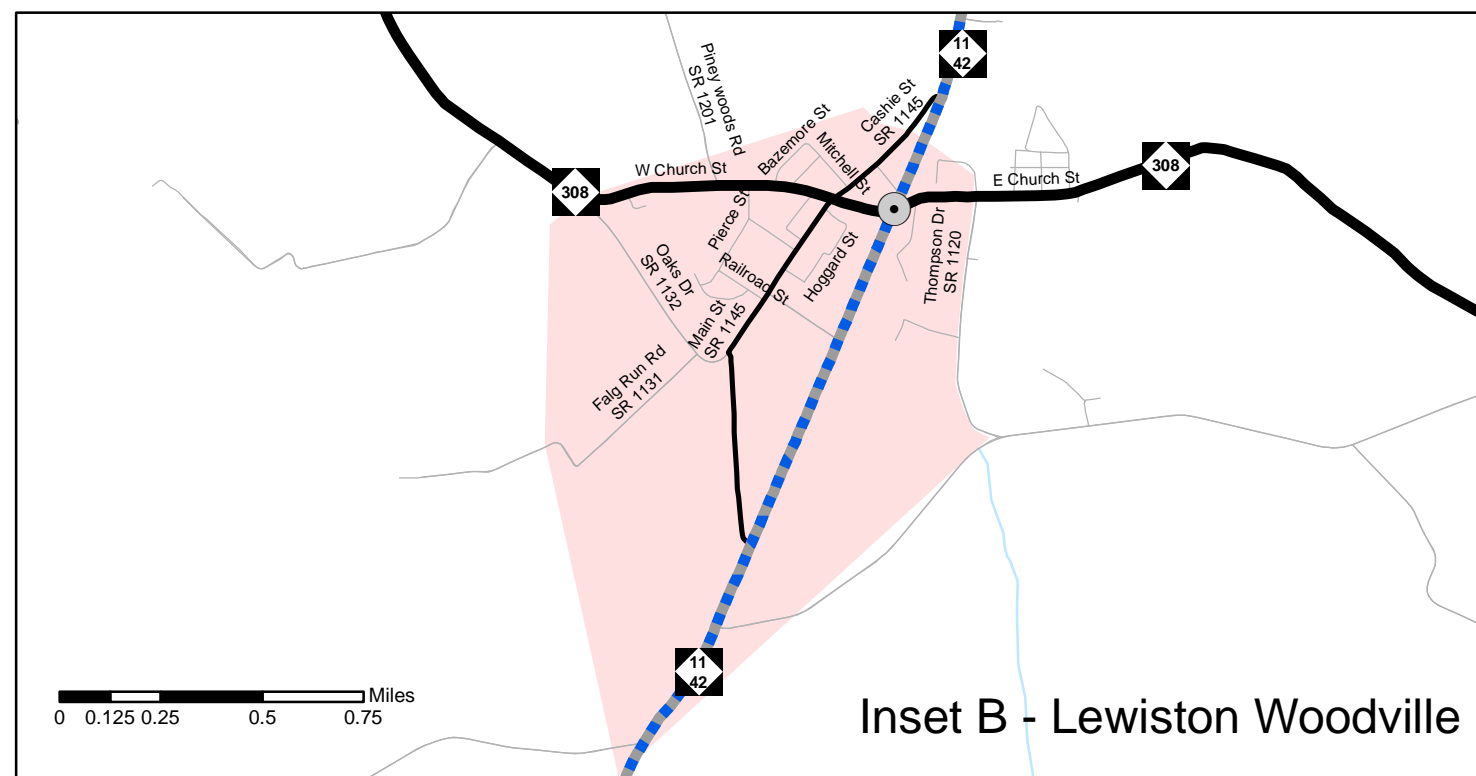 11
42
Piney woods Rd
SR 1201
Cashie St
SR 1145
Bazemore St
Mitchell St
W Church St
308
E Church St
308
Pierce St
Oaks Dr
SR 1132
Railroad St
Hoggard St
Thompson Dr
SR 1120
Main St
SR 1145
Falg Run Rd
SR 1131
11
42
Miles
0 0.125 0.25 0.5 0.75
Inset B - Lewiston Woodville